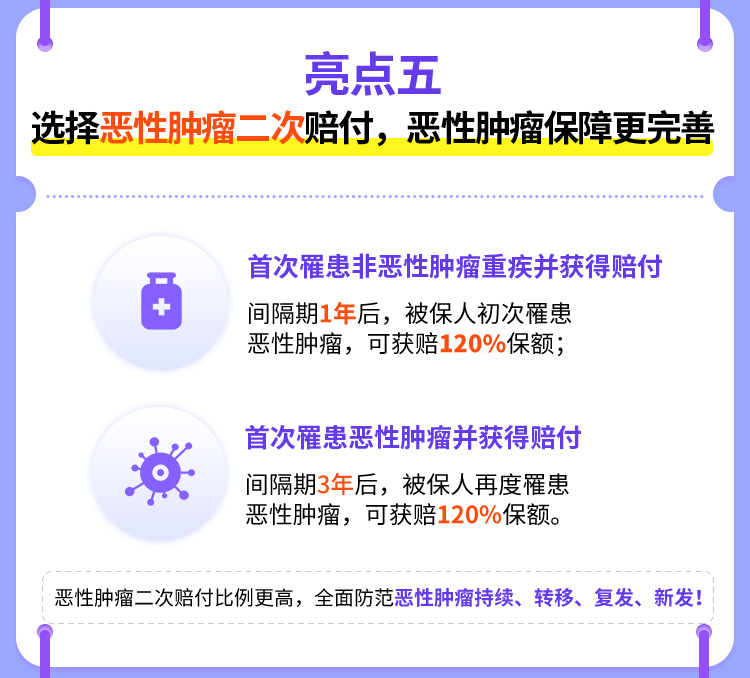 亮点五
选择恶性肿瘤二次赔付，恶性肿瘤保障更完善
首次罹患非恶性肿瘤重疾并获得赔付
间隔期1年后，被保人初次罹患
恶性肿瘤，可获赔120%保额；
首次罹患恶性肿瘤并获得赔付
间隔期3年后，被保人再度罹患
恶性肿瘤，可获赔120%保额。
恶性肿瘤二次赔付比例更高，全面防范恶性肿瘤持续、转移、复发、新发！